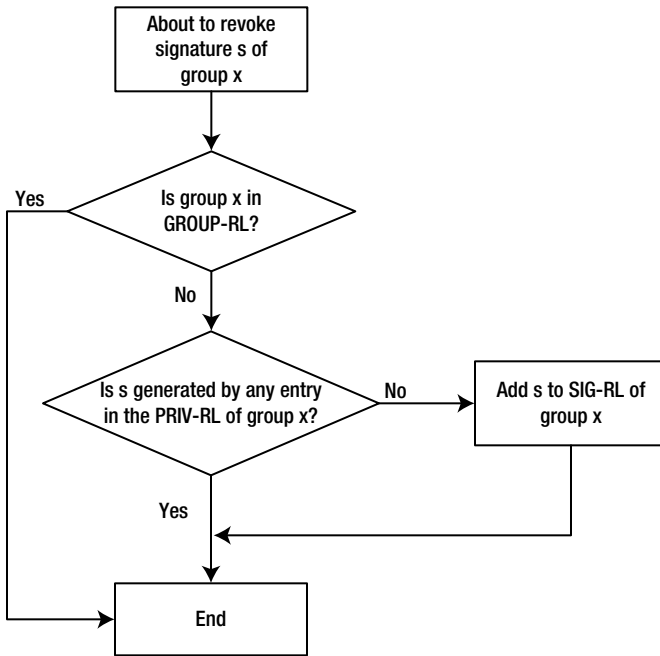 About to revoke
signature s of
group x
Yes
Is group x in
GROUP-RL?
No
Is s generated by any entry
in the PRIV-RL of group x?
No
Add s to SIG-RL of
group x
Yes
End